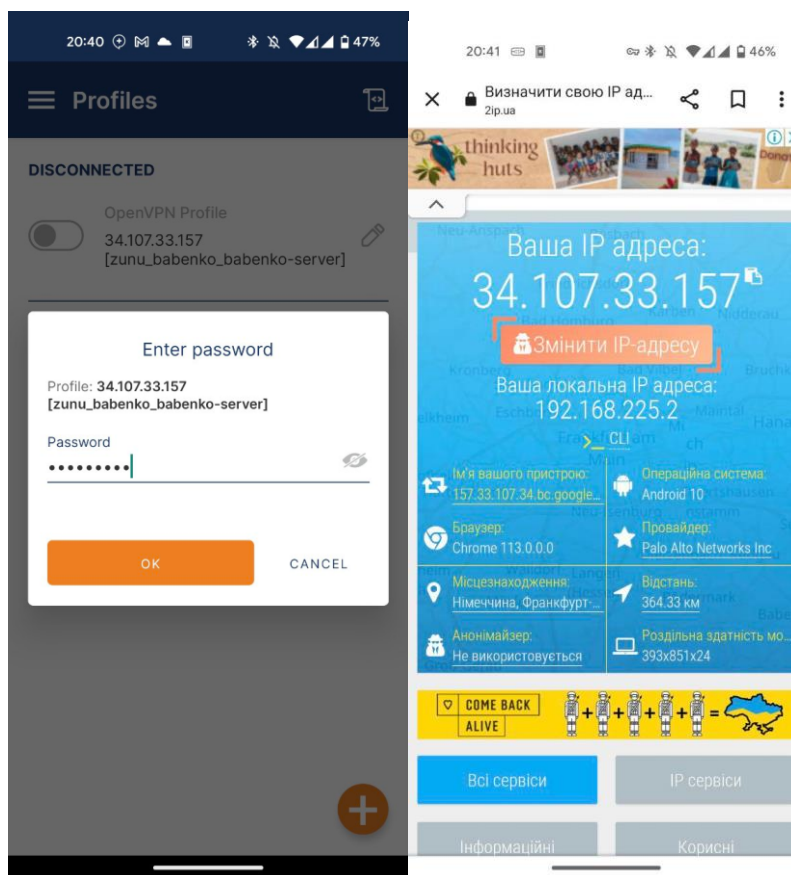 20:40
47%
Profiles
DISCONNECTED
OpenVPN Profile
34.107.33.157
[zunu_babenko_babenko-server]
Enter password
Profile: 34.107.33.157
[zunu_babenko_babenko-server]
Password
•••••••••
OK
CANCEL
20:41
46%
Визначити свою IP ад...
2ip.ua
thinking
huts
Donat
Ваша IP адреса:
34.107.33.157
Змінити IP-адресу
Ваша локальна IP адреса:
192.168.225.2
>_ CLI
Ім'я вашого пристрою:
157.33.107.34.bc.google...
Операційна система:
Android 10
Браузер:
Chrome 113.0.0.0
Провайдер:
Palo Alto Networks Inc
Місцезнаходження:
Німеччина, Франкфурт-...
Відстань:
364.33 км
Анонімайзер:
Не використовується
Роздільна здатність мо...
393x851x24
COME BACK
ALIVE
Всі сервіси
IP сервіси
Інформаційні
Корисні